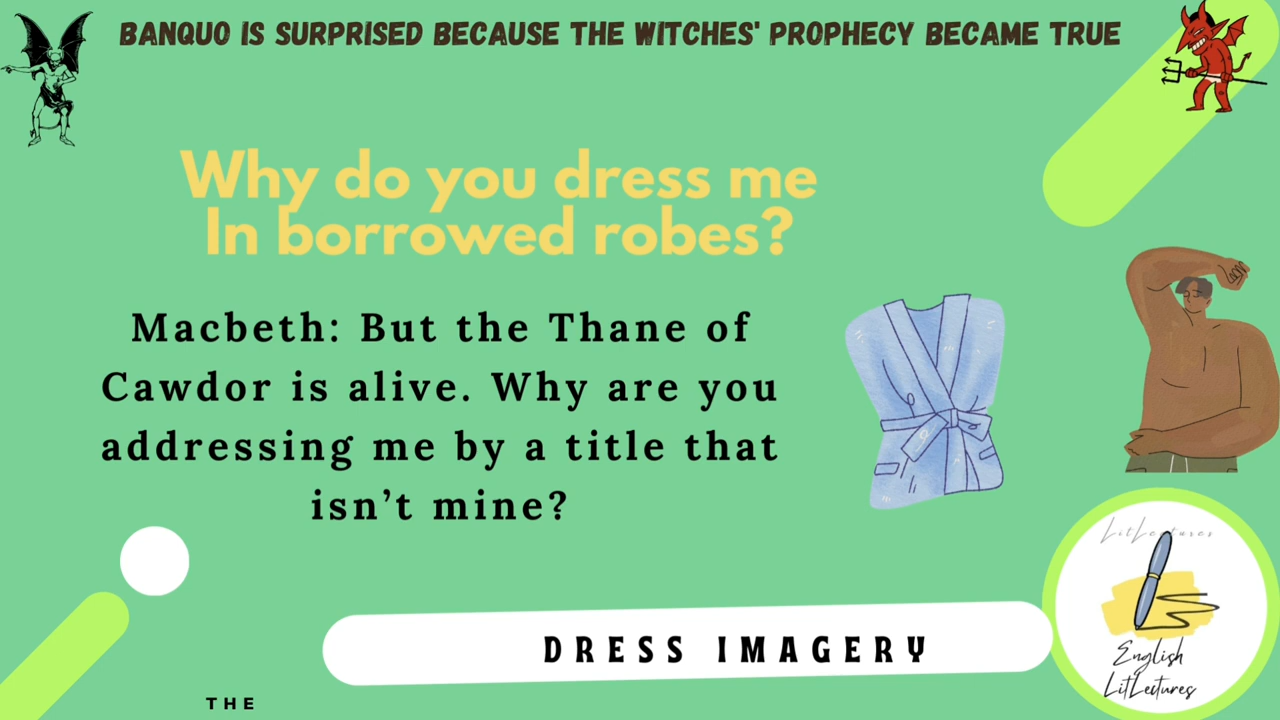 BANQUO IS SURPRISED BECAUSE THE WITCHES' PROPHECY BECAME TRUE
Why do you dress me
In borrowed robes?
Macbeth: But the Thane of
Cawdor is alive. Why are you
addressing me by a title that
isn’t mine?
LitLectures
English
LitLectures
DRESS IMAGERY
THE